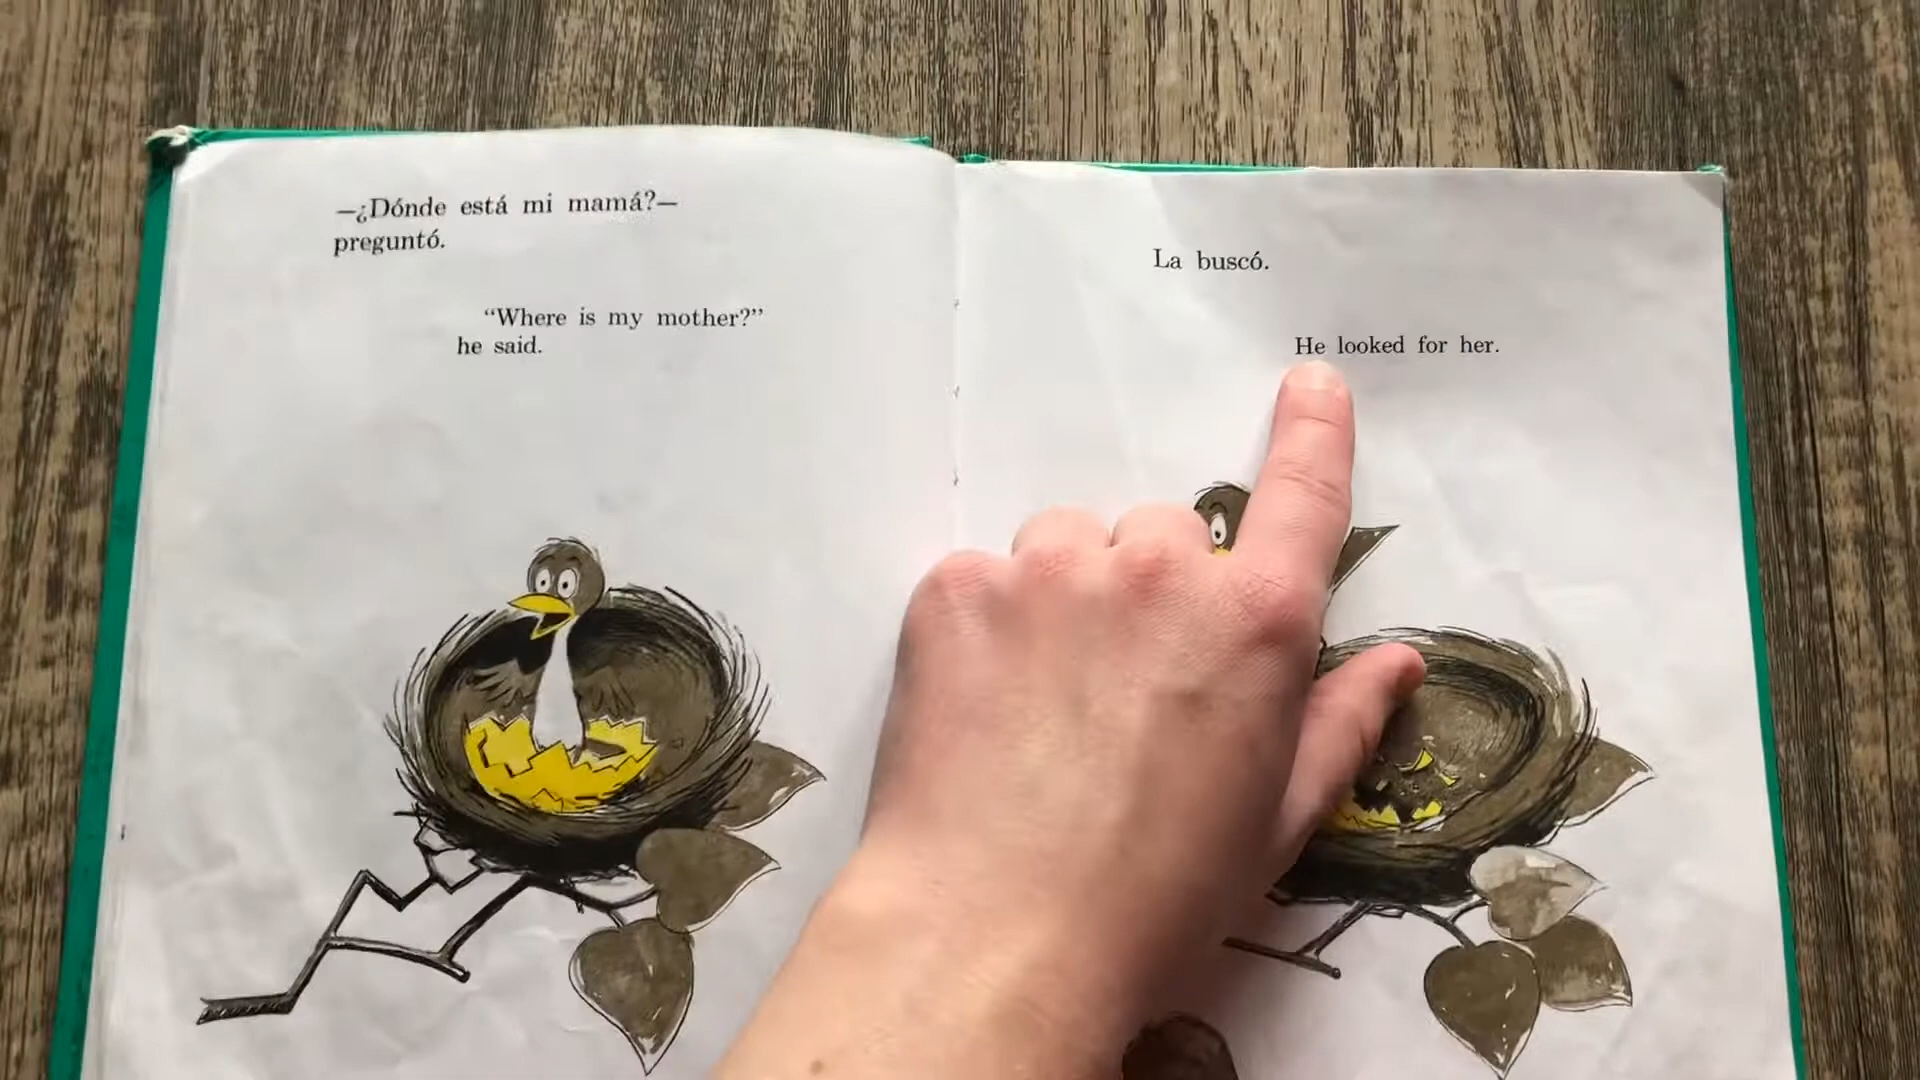 —¿Dónde está mi mamá?—
preguntó.
“Where is my mother?”
he said.
La buscó.
He looked for her.